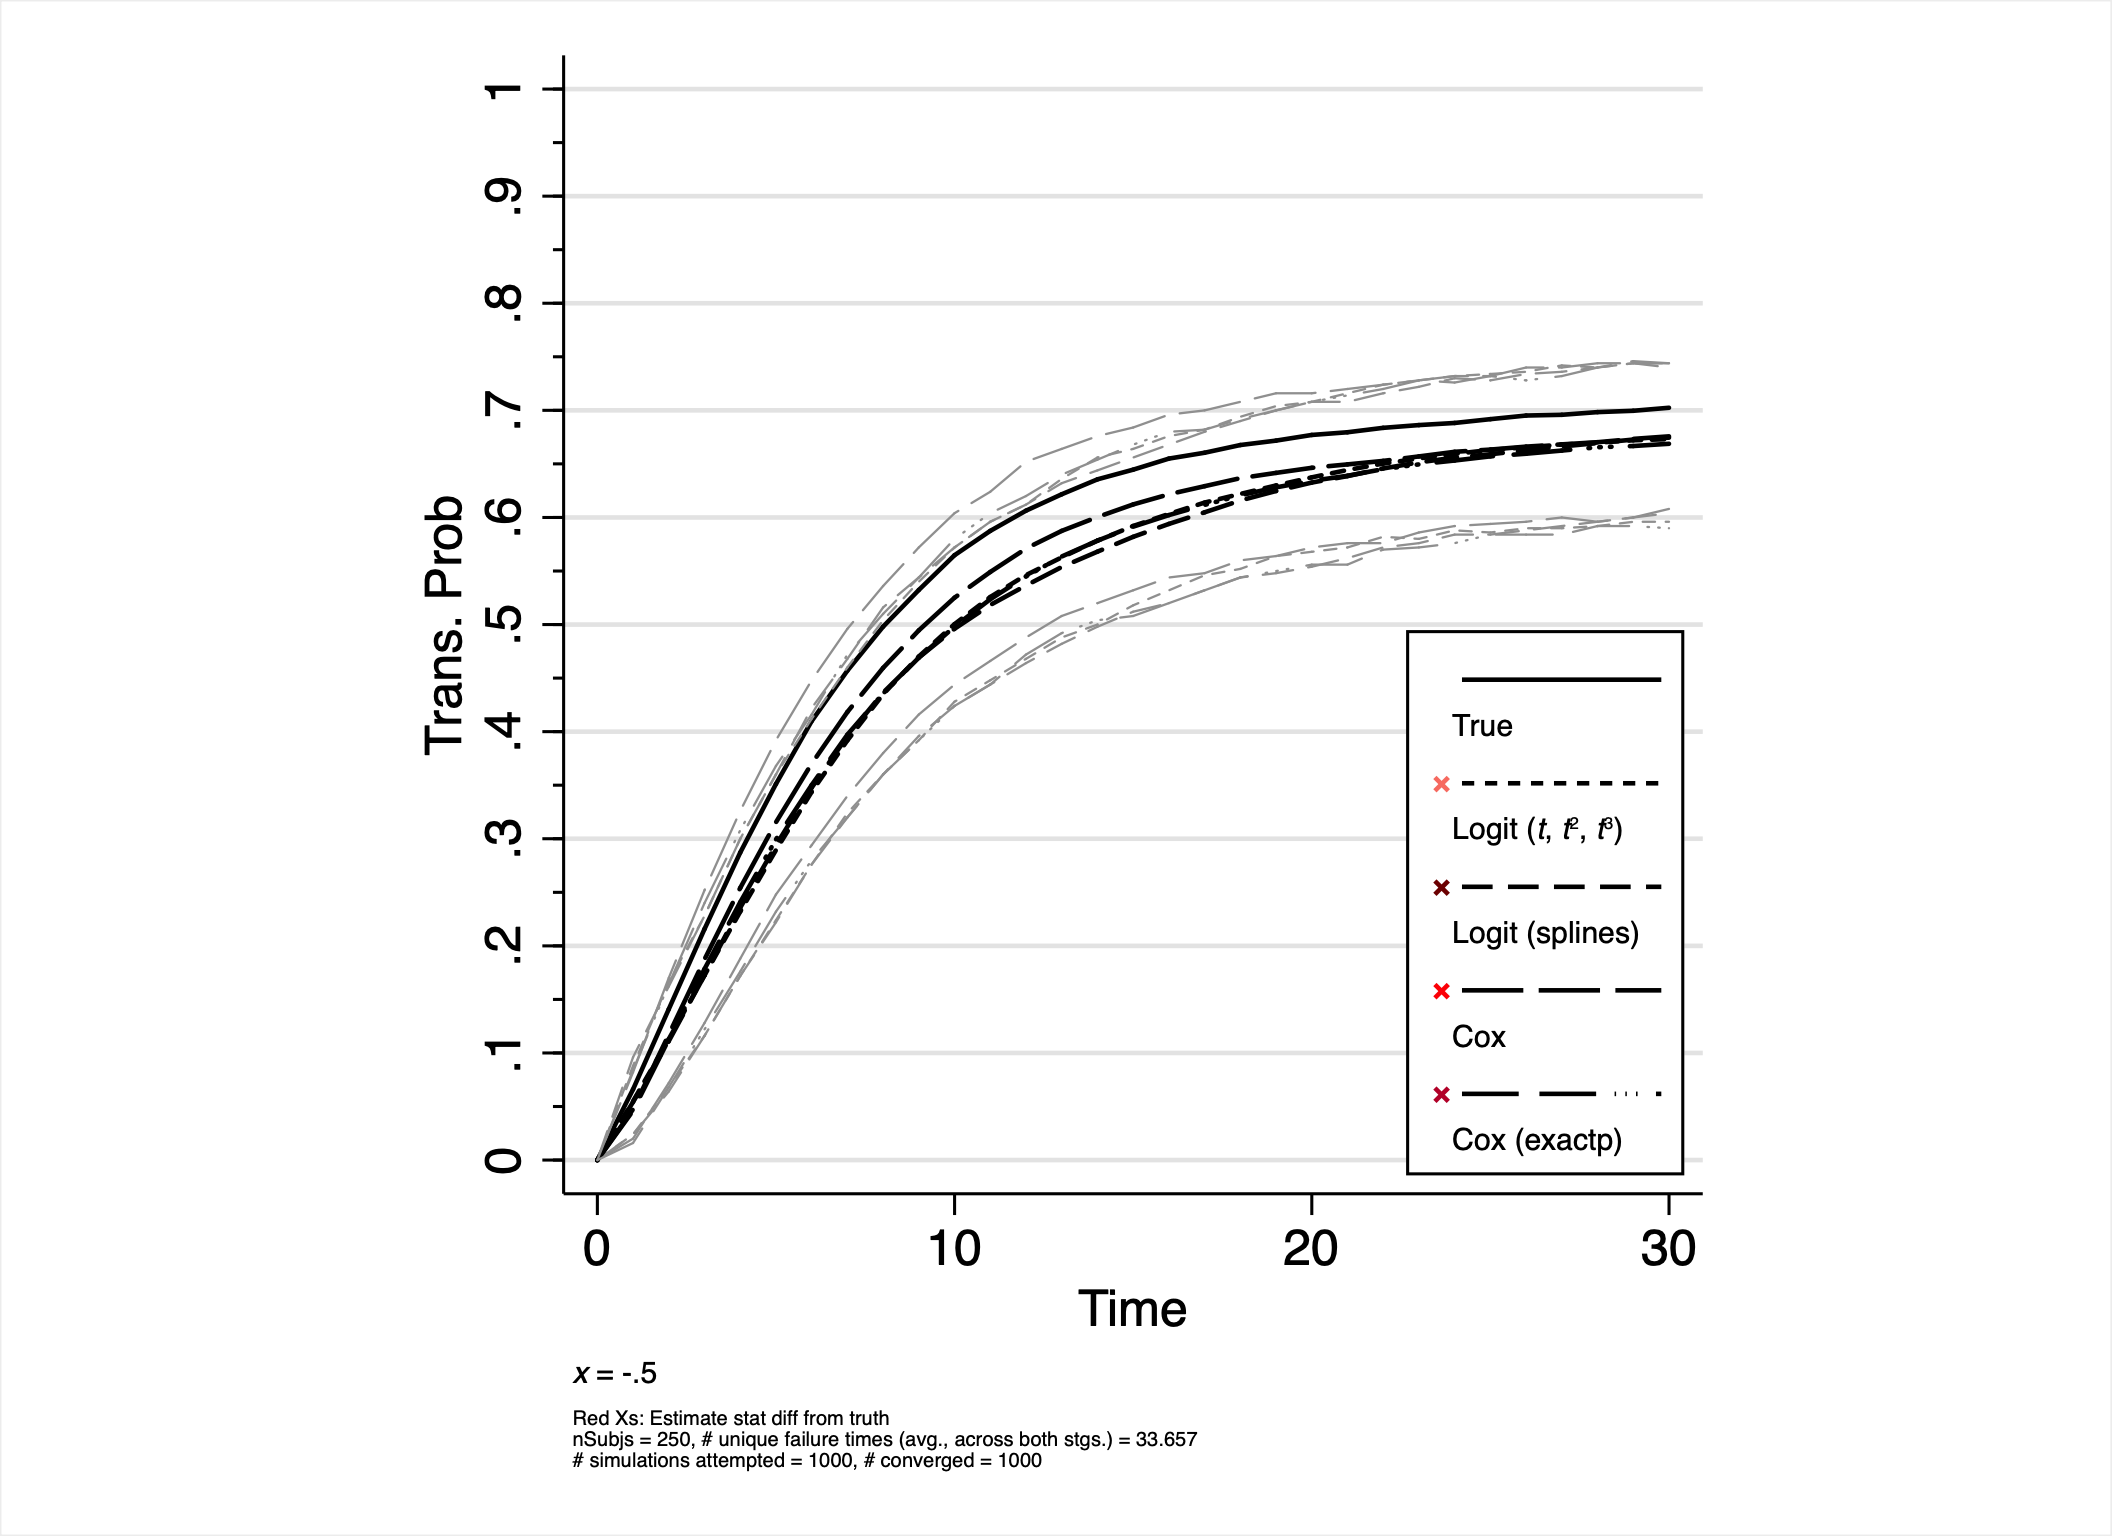 1
.9
.8
.7
.6
.5
.4
.3
.2
.1
0
Trans. Prob
0 10 20 30
Time
True
Logit (t, t², t³)
Logit (splines)
Cox
Cox (exactp)
x = -.5
Red Xs: Estimate stat diff from truth
nSubjs = 250, # unique failure times (avg., across both stgs.) = 33.657
# simulations attempted = 1000, # converged = 1000